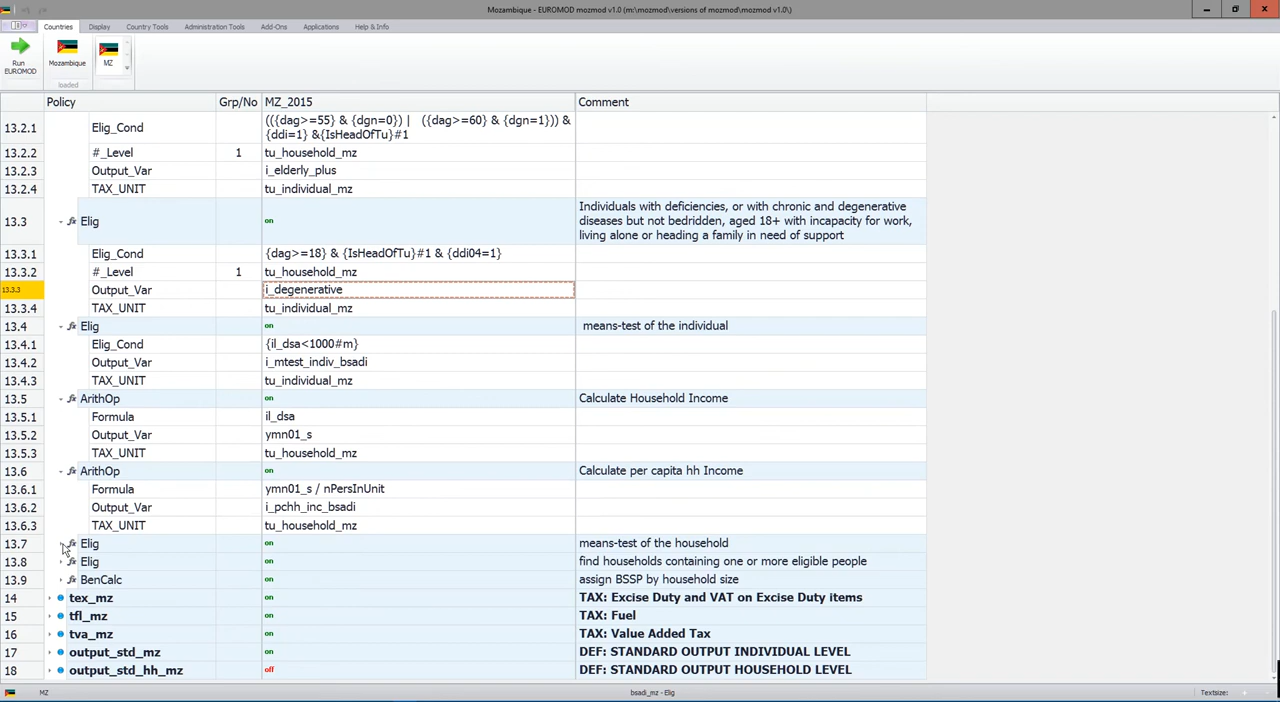 Mozambique - EUROMOD mozmod v1.0 (m:\mozmod\versions of mozmod\mozmod v1.0\)
Countries Display Country Tools Administration Tools Add-Ons Applications Help & Info
Run EUROMOD
Mozambique
MZ
loaded
Policy Grp/No MZ_2015 Comment
13.2.1 Elig_Cond (({dag>=55} & {dgn=0}) | ({dag>=60} & {dgn=1})) &
{ddi=1} &{IsHeadOfTu}#1
13.2.2 #_Level 1 tu_household_mz
13.2.3 Output_Var i_elderly_plus
13.2.4 TAX_UNIT tu_individual_mz
13.3 fx Elig on Individuals with deficiencies, or with chronic and degenerative
diseases but not bedridden, aged 18+ with incapacity for work,
living alone or heading a family in need of support
13.3.1 Elig_Cond {dag>=18} & {IsHeadOfTu}#1 & {ddi04=1}
13.3.2 #_Level 1 tu_household_mz
13.3.3 Output_Var i_degenerative
13.3.4 TAX_UNIT tu_individual_mz
13.4 fx Elig on means-test of the individual
13.4.1 Elig_Cond {il_dsa<1000#m}
13.4.2 Output_Var i_mtest_indiv_bsadi
13.4.3 TAX_UNIT tu_individual_mz
13.5 fx ArithOp on Calculate Household Income
13.5.1 Formula il_dsa
13.5.2 Output_Var ymn01_s
13.5.3 TAX_UNIT tu_household_mz
13.6 fx ArithOp on Calculate per capita hh Income
13.6.1 Formula ymn01_s / nPersInUnit
13.6.2 Output_Var i_pchh_inc_bsadi
13.6.3 TAX_UNIT tu_household_mz
13.7 fx Elig on means-test of the household
13.8 fx Elig on find households containing one or more eligible people
13.9 fx BenCalc on assign BSSP by household size
14 tex_mz on TAX: Excise Duty and VAT on Excise Duty items
15 tfl_mz on TAX: Fuel
16 tva_mz on TAX: Value Added Tax
17 output_std_mz on DEF: STANDARD OUTPUT INDIVIDUAL LEVEL
18 output_std_hh_mz off DEF: STANDARD OUTPUT HOUSEHOLD LEVEL
MZ bsadi_mz - Elig Textsize: + -